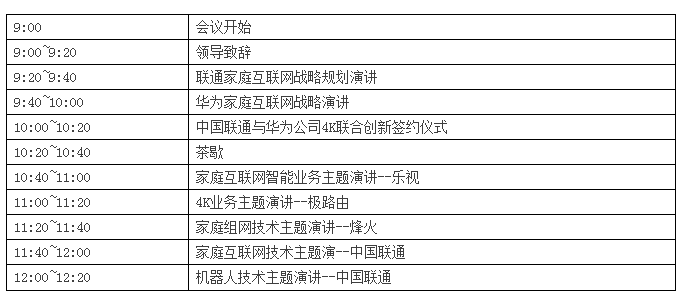 9:00 会议开始
9:00~9:20 领导致辞
9:20~9:40 联通家庭互联网战略规划演讲
9:40~10:00 华为家庭互联网战略演讲
10:00~10:20 中国联通与华为公司4K联合创新签约仪式
10:20~10:40 茶歇
10:40~11:00 家庭互联网智能业务主题演讲--乐视
11:00~11:20 4K业务主题演讲--极路由
11:20~11:40 家庭组网技术主题演讲--烽火
11:40~12:00 家庭互联网技术主题演讲--中国联通
12:00~12:20 机器人技术主题演讲--中国联通